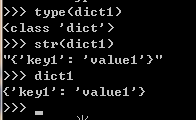 >>> type(dict1)
<class 'dict'>
>>> str(dict1)
"{'key1': 'value1'}"
>>> dict1
{'key1': 'value1'}
>>> _